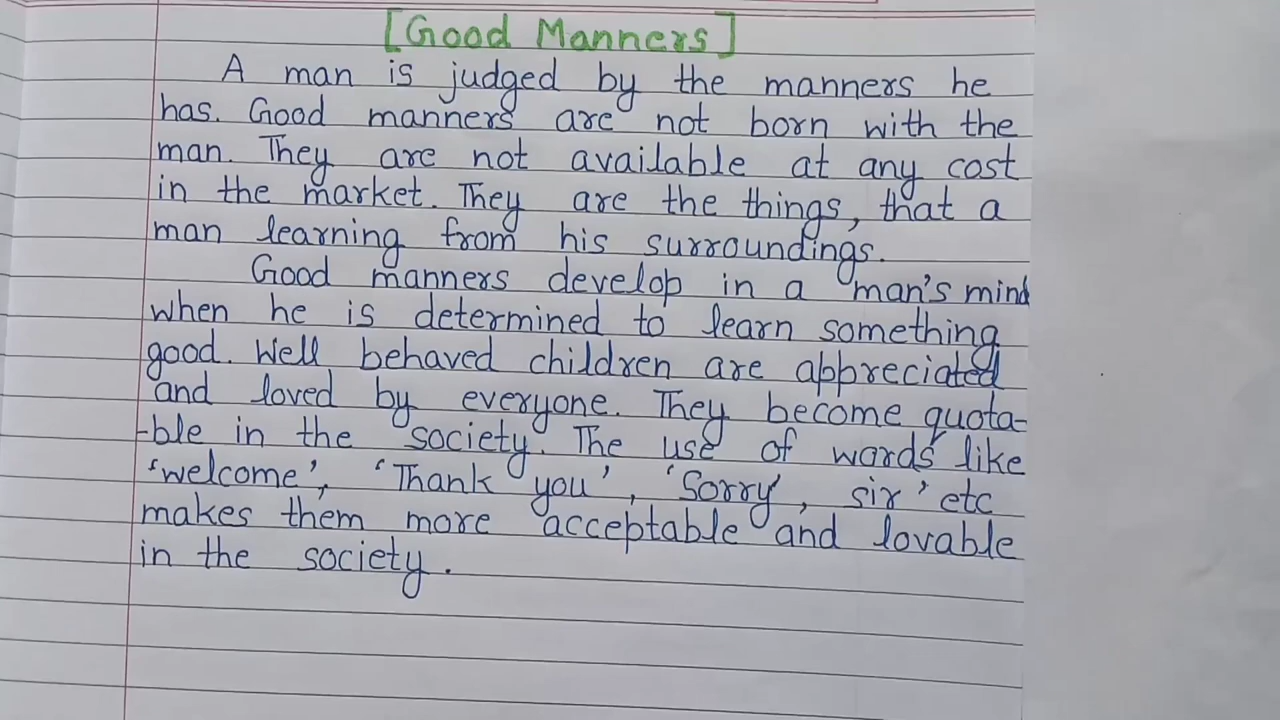 [Good Manners]
A man is judged by the manners he
has. Good manners are not born with the
man. They are not available at any cost
in the market. They are the things, that a
man learning from his surroundings.
Good manners develop in a man's mind
when he is determined to learn something
good. Well behaved children are appreciated
and loved by everyone. They become quota-
-ble in the society. The use of words like
'welcome', 'Thank you', 'Sorry', sir' etc
makes them more acceptable and lovable
in the society.